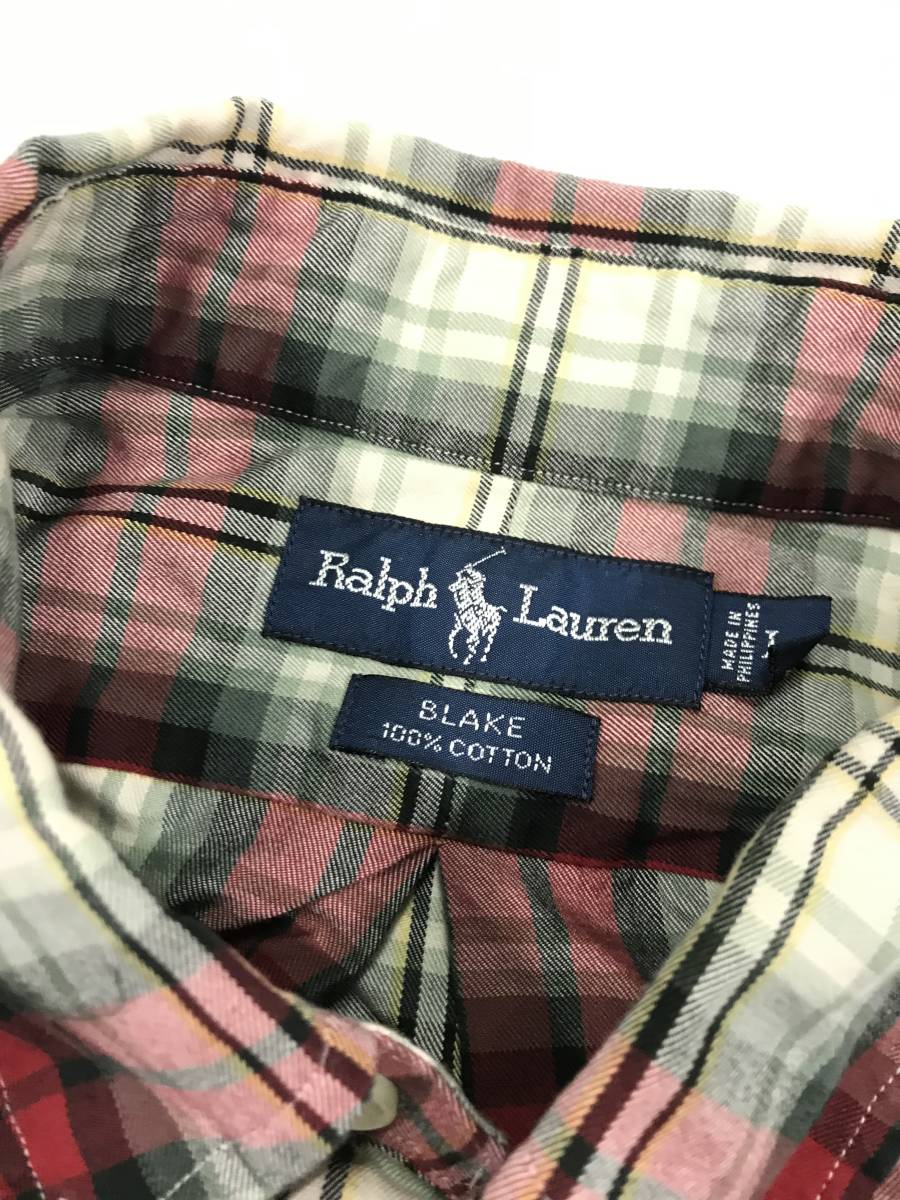 Ralph Lauren
MADE IN
PHILIPPINES
BLAKE
100% COTTON